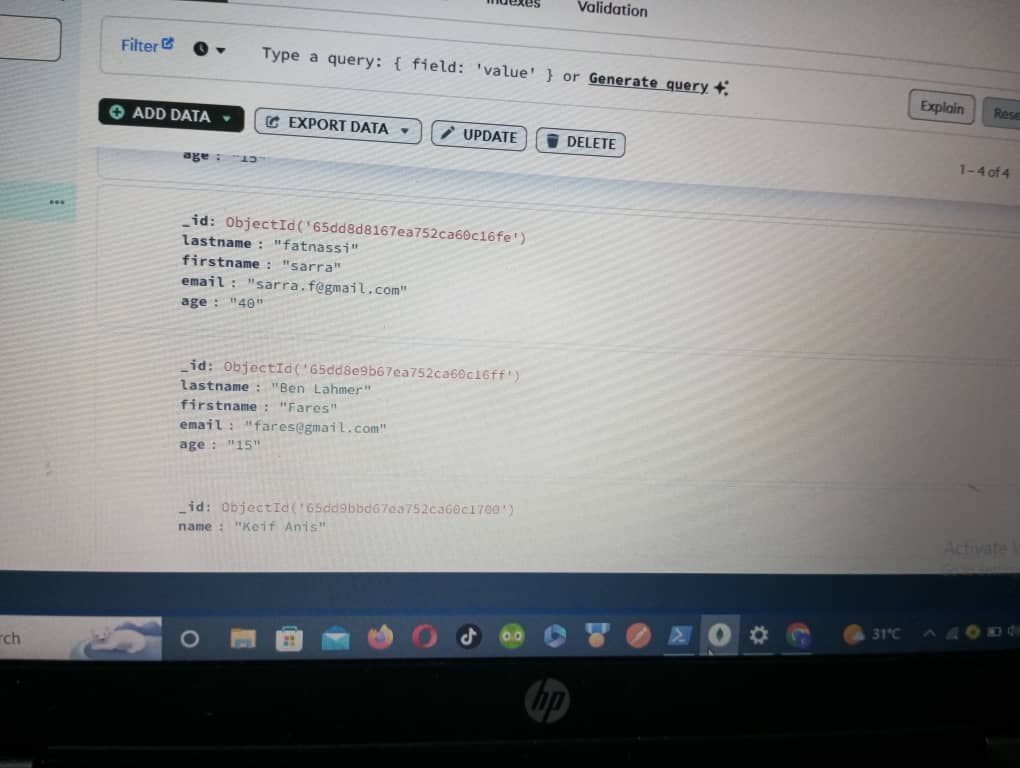 Indexes
Validation
Filter
Type a query: { field: 'value' } or Generate query
Explain
ADD DATA
EXPORT DATA
UPDATE
DELETE
1 – 4 of 4
age : "15"
_id: ObjectId('65dd8d8167ea752ca60c16fe')
lastname : "fatnassi"
firstname : "sarra"
email : "sarra.f@gmail.com"
age : "40"
_id: ObjectId('65dd8e9b67ea752ca60c16ff')
lastname : "Ben Lahmer"
firstname : "Fares"
email : "fares@gmail.com"
age : "15"
_id: ObjectId('65dd9bbd67ea752ca60c1700')
name : "Keif Anis"
Activate
31°C
hp